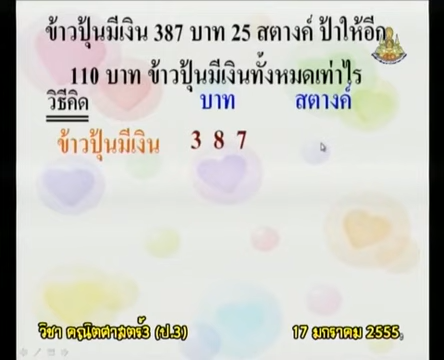 ข้าวปุ้นมีเงิน 387 บาท 25 สตางค์ ป้าให้อีก
110 บาท ข้าวปุ้นมีเงินทั้งหมดเท่าไร
วิธีคิด บาท สตางค์
ข้าวปุ้นมีเงิน 3 8 7
วิชา คณิตศาสตร์3 (ป.3) 17 มกราคม 2555